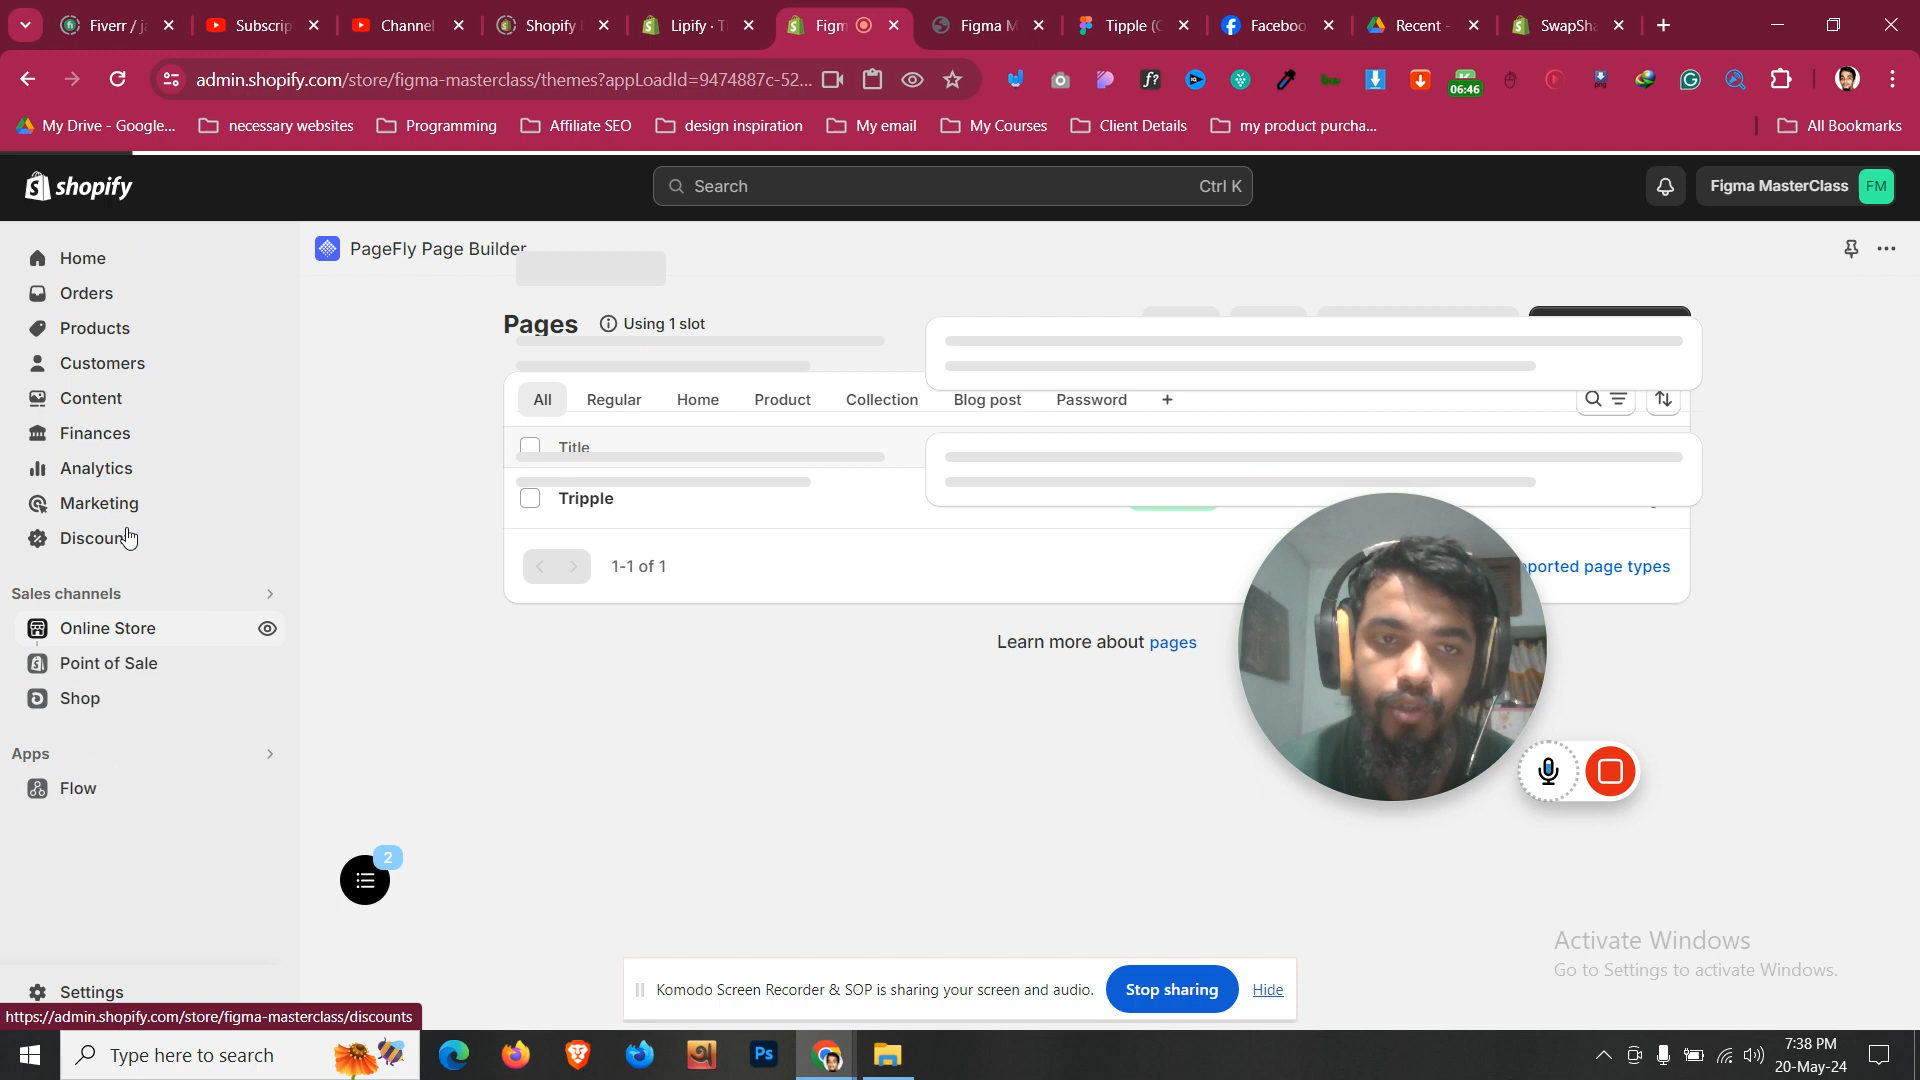 Fiverr / ja
Subscrip
Channel
Shopify
Lipify · T
Figm
Figma M
Tipple (C
Faceboo
Recent -
SwapSha
admin.shopify.com/store/figma-masterclass/themes?appLoadId=9474887c-52...
06:46
My Drive - Google...
necessary websites
Programming
Affiliate SEO
design inspiration
My email
My Courses
Client Details
my product purcha...
All Bookmarks
shopify
Search
Ctrl K
Figma MasterClass
FM
Home
Orders
Products
Customers
Content
Finances
Analytics
Marketing
Discoun
Sales channels
Online Store
Point of Sale
Shop
Apps
Flow
Settings
PageFly Page Builder
Pages
Using 1 slot
All
Regular
Home
Product
Collection
Blog post
Password
+
Title
Tripple
1-1 of 1
ported page types
Learn more about pages
2
Activate Windows
Go to Settings to activate Windows.
Komodo Screen Recorder & SOP is sharing your screen and audio.
Stop sharing
Hide
https://admin.shopify.com/store/figma-masterclass/discounts
Type here to search
Ps
7:38 PM
20-May-24